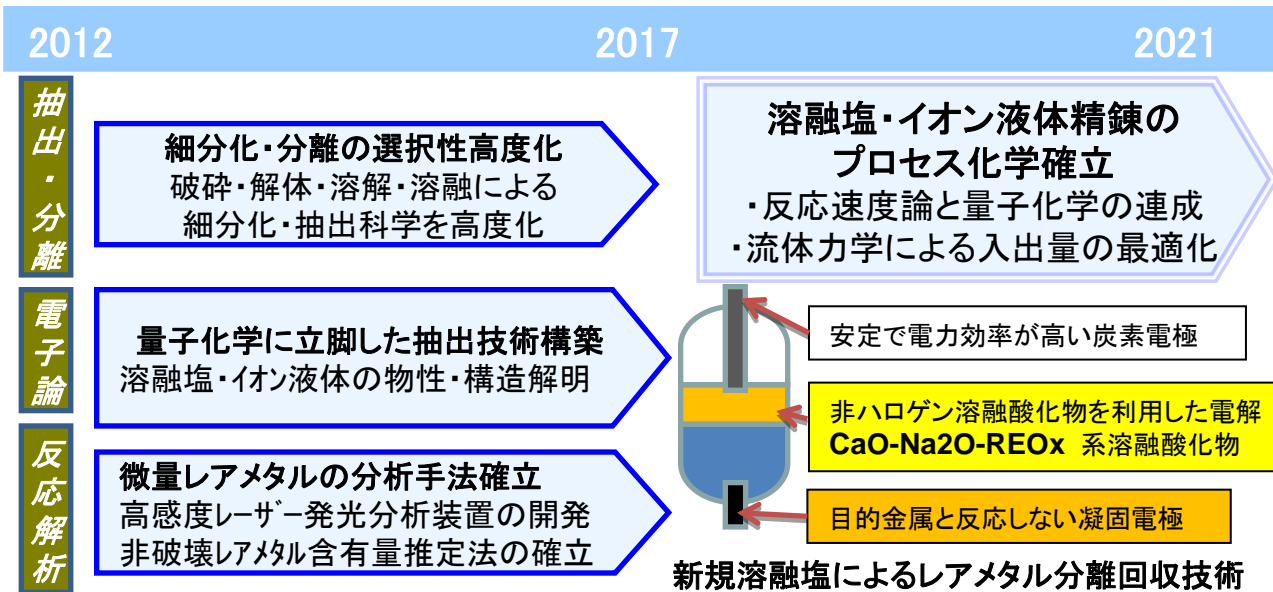 2012 2017 2021
抽出・分離
細分化・分離の選択性高度化
破砕・解体・溶解・溶融による
細分化・抽出科学を高度化
溶融塩・イオン液体精錬の
プロセス化学確立
・反応速度論と量子化学の連成
・流体力学による入出量の最適化
電子論
量子化学に立脚した抽出技術構築
溶融塩・イオン液体の物性・構造解明
反応解析
微量レアメタルの分析手法確立
高感度レーザー発光分析装置の開発
非破壊レアメタル含有量推定法の確立
安定で電力効率が高い炭素電極
非ハロゲン溶融酸化物を利用した電解
CaO-Na2O-REOx 系溶融酸化物
目的金属と反応しない凝固電極
新規溶融塩によるレアメタル分離回収技術